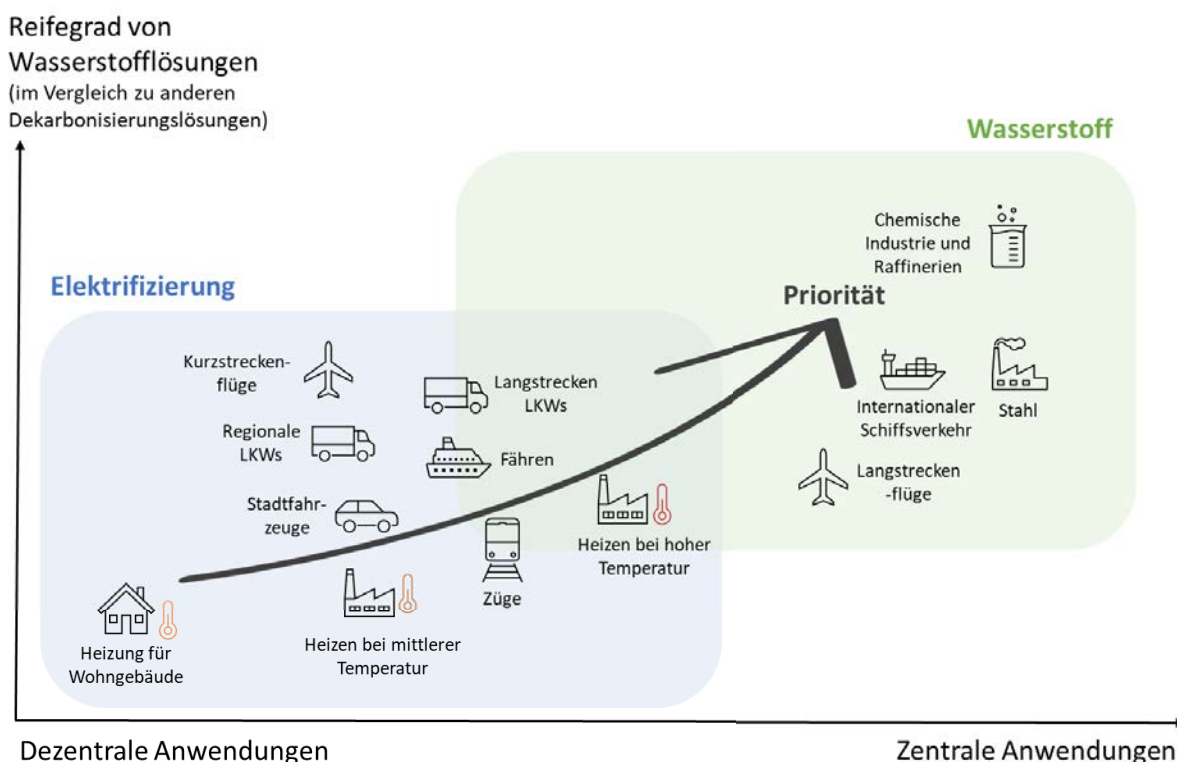 Reifegrad von
Wasserstofflösungen
(im Vergleich zu anderen
Dekarbonisierungslösungen)
Wasserstoff
Chemische
Industrie und
Raffinerien
Elektrifizierung
Priorität
Kurzstrecken-
flüge
Langstrecken
LKWs
Internationaler
Schiffsverkehr
Stahl
Regionale
LKWs
Fähren
Langstrecken
-flüge
Stadtfahr-
zeuge
Heizen bei hoher
Temperatur
Züge
Heizen bei mittlerer
Temperatur
Heizung für
Wohngebäude
Dezentrale Anwendungen
Zentrale Anwendungen